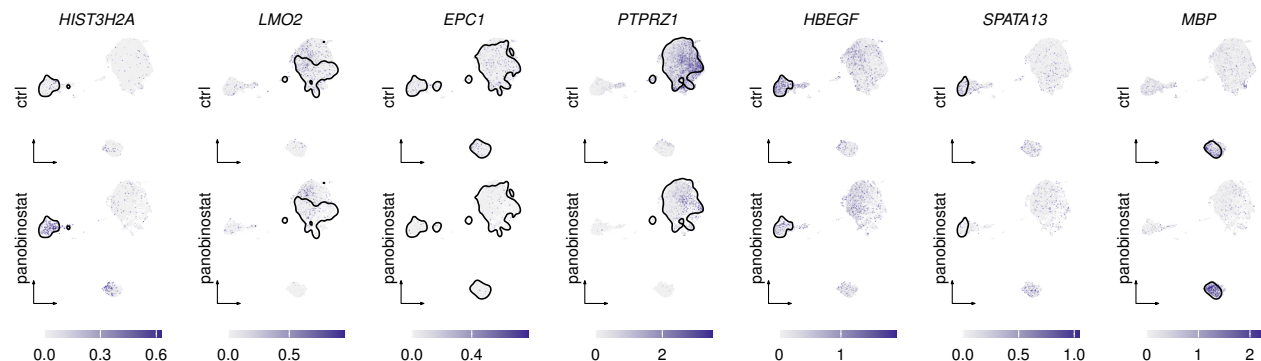 HIST3H2A LMO2 EPC1 PTPRZ1 HBEGF SPATA13 MBP
ctrl ctrl ctrl ctrl ctrl ctrl ctrl
panobinostat panobinostat panobinostat panobinostat panobinostat panobinostat panobinostat
0.0 0.3 0.6 0.0 0.5 0.0 0.4 0 2 0 1 0.0 0.5 1.0 0 1 2